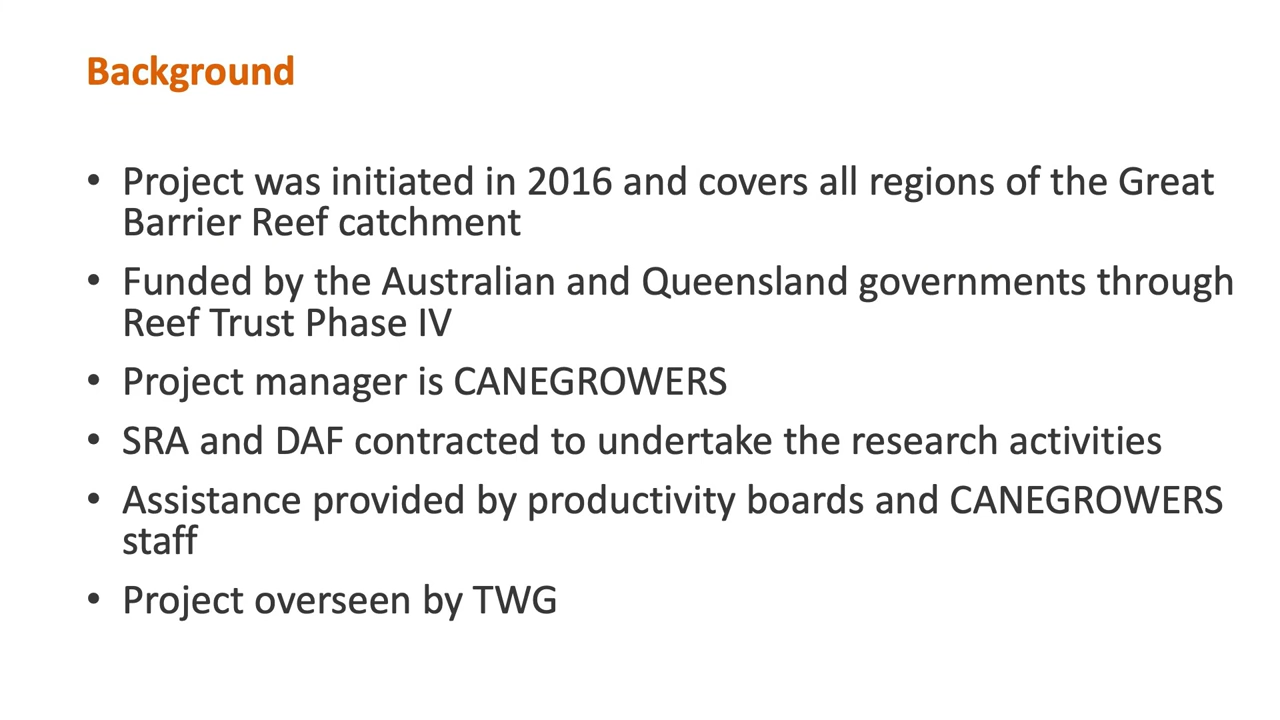 Background
• Project was initiated in 2016 and covers all regions of the Great
Barrier Reef catchment
• Funded by the Australian and Queensland governments through
Reef Trust Phase IV
• Project manager is CANEGROWERS
• SRA and DAF contracted to undertake the research activities
• Assistance provided by productivity boards and CANEGROWERS
staff
• Project overseen by TWG